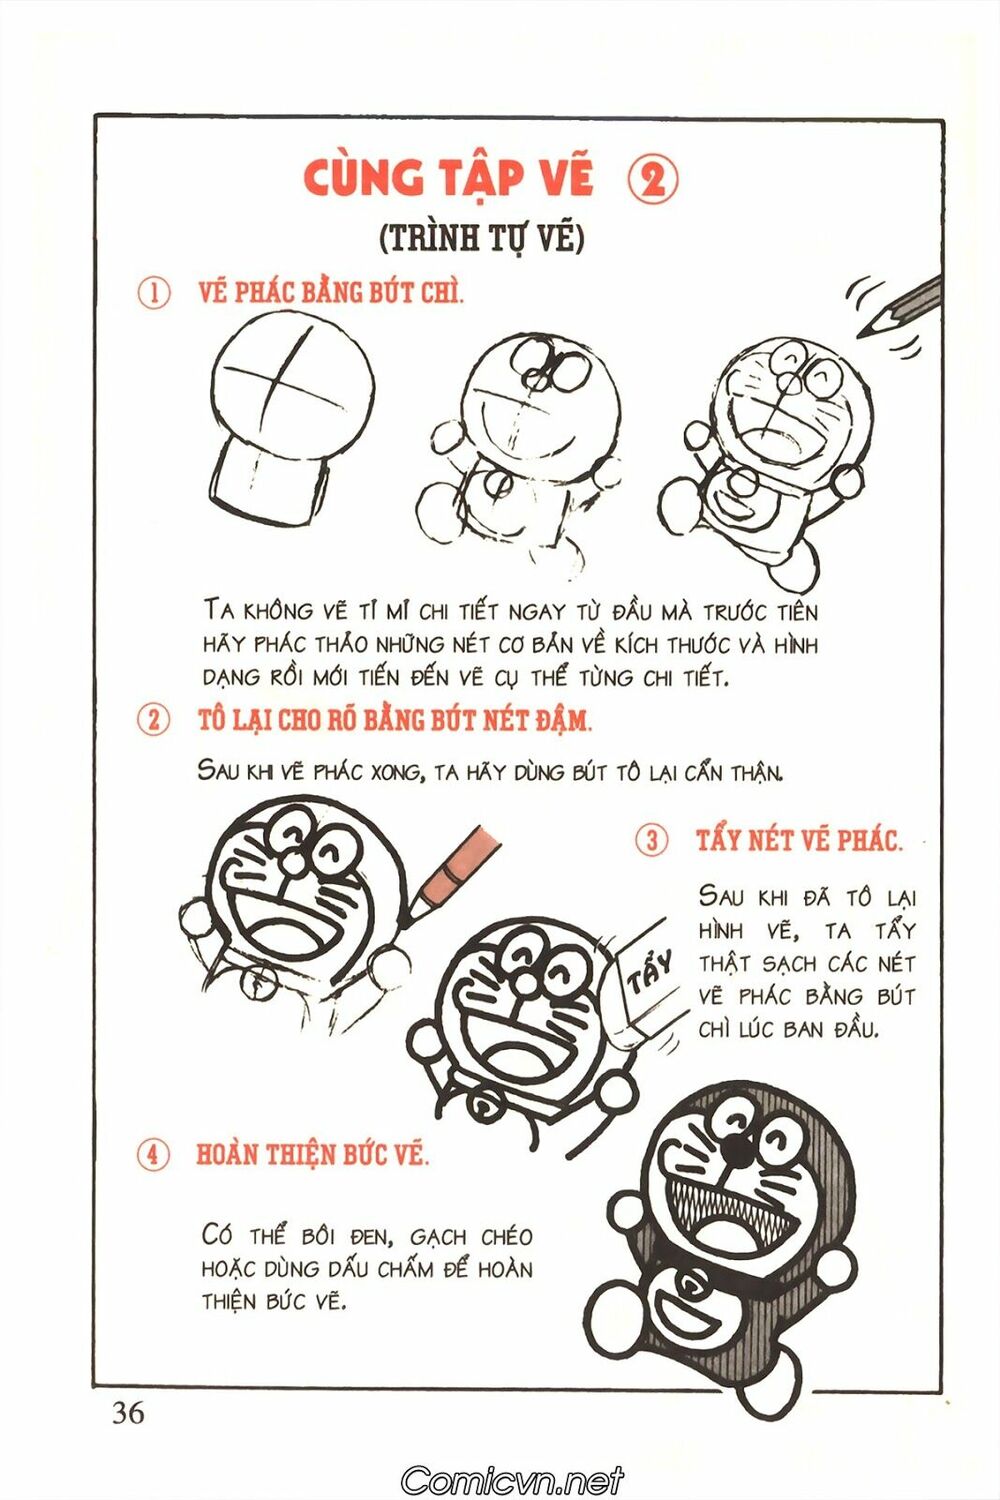 CÙNG TẬP VẼ 2
(TRÌNH TỰ VẼ)
1 VẼ PHÁC BẰNG BÚT CHÌ.
TA KHÔNG VẼ TỈ MỈ CHI TIẾT NGAY TỪ ĐẦU MÀ TRƯỚC TIÊN
HÃY PHÁC THẢO NHỮNG NÉT CƠ BẢN VỀ KÍCH THƯỚC VÀ HÌNH
DẠNG RỒI MỚI TIẾN ĐẾN VẼ CỤ THỂ TỪNG CHI TIẾT.
2 TÔ LẠI CHO RÕ BẰNG BÚT NÉT ĐẬM.
SAU KHI VẼ PHÁC XONG, TA HÃY DÙNG BÚT TÔ LẠI CẨN THẬN.
3 TẨY NÉT VẼ PHÁC.
SAU KHI ĐÃ TÔ LẠI
HÌNH VẼ, TA TẨY
THẬT SẠCH CÁC NÉT
VẼ PHÁC BẰNG BÚT
CHÌ LÚC BAN ĐẦU.
TẨY
4 HOÀN THIỆN BỨC VẼ.
CÓ THỂ BÔI ĐEN, GẠCH CHÉO
HOẶC DÙNG DẤU CHẤM ĐỂ HOÀN
THIỆN BỨC VẼ.
36
Comicvn.net